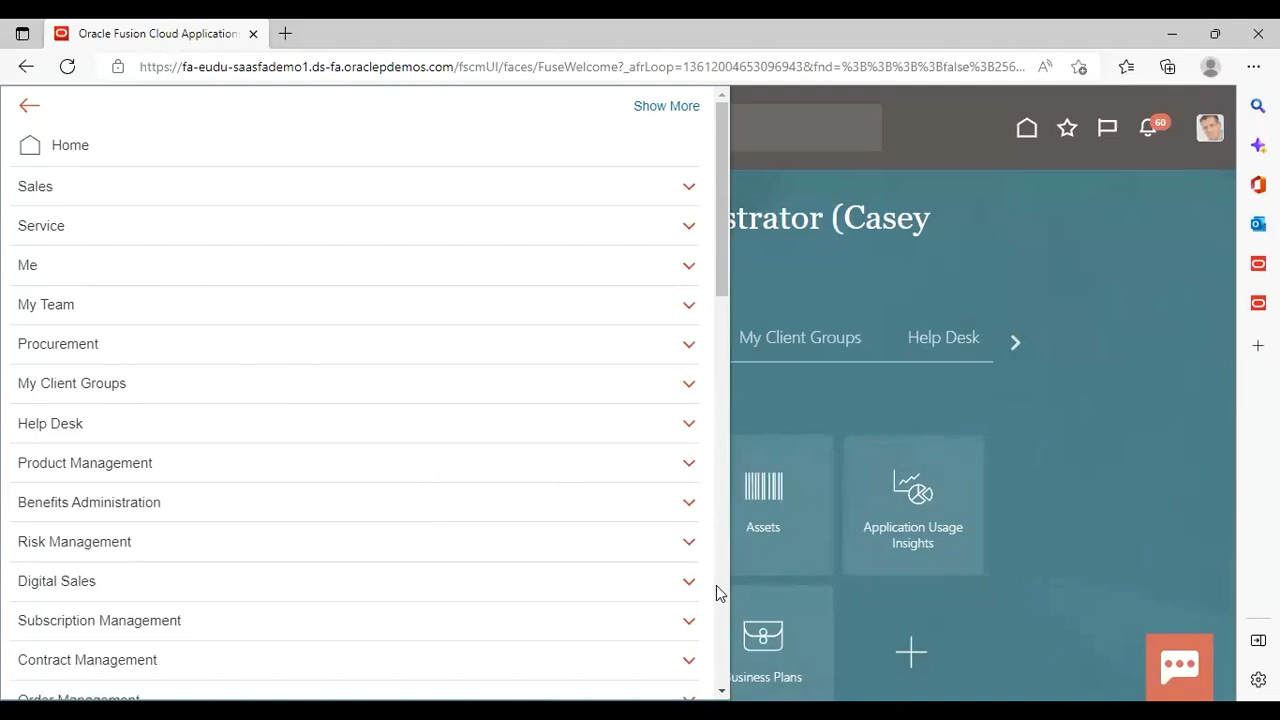 Oracle Fusion Cloud Application
https://fa-eudu-saasfademo1.ds-fa.oraclepdemos.com/fscmUI/faces/FuseWelcome?_afrLoop=13612004653096943&fnd=%3B%3B%3B%3Bfalse%3B256...
Show More
60
Home
Sales
Service
strator (Casey
Me
My Team
Procurement
My Client Groups
Help Desk
My Client Groups
Help Desk
Product Management
Benefits Administration
Assets
Application Usage
Insights
Risk Management
Digital Sales
Subscription Management
Contract Management
usiness Plans
Order Management